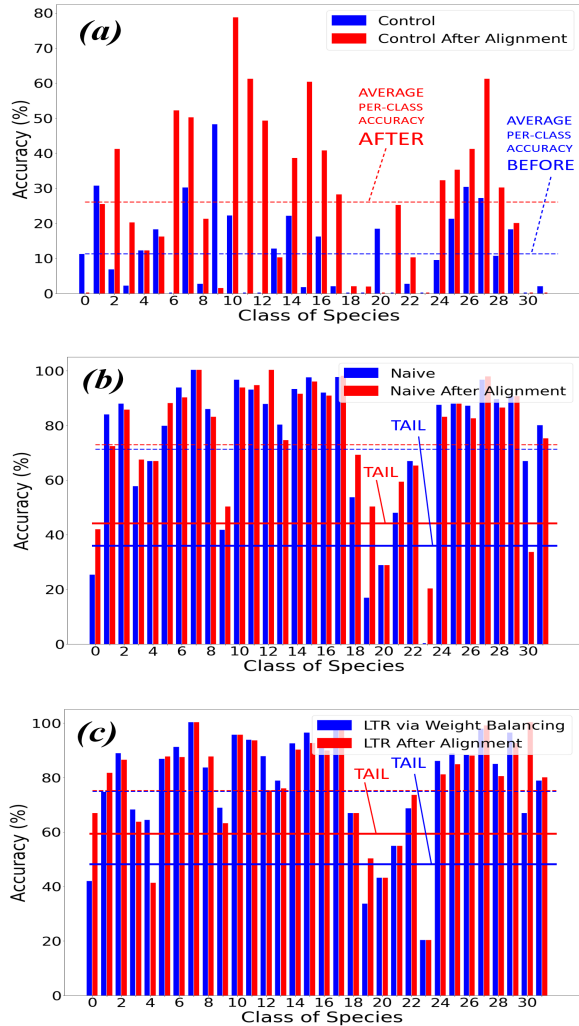 (a)
Control
Control After Alignment
AVERAGE
PER-CLASS
ACCURACY
AFTER
AVERAGE
PER-CLASS
ACCURACY
BEFORE
Accuracy (%)
80
70
60
50
40
30
20
10
0
0 2 4 6 8 10 12 14 16 18 20 22 24 26 28 30
Class of Species
(b)
Naive
Naive After Alignment
TAIL
TAIL
Accuracy (%)
100
80
60
40
20
0
0 2 4 6 8 10 12 14 16 18 20 22 24 26 28 30
Class of Species
(c)
LTR via Weight Balancing
LTR After Alignment
TAIL
TAIL
Accuracy (%)
100
80
60
40
20
0
0 2 4 6 8 10 12 14 16 18 20 22 24 26 28 30
Class of Species